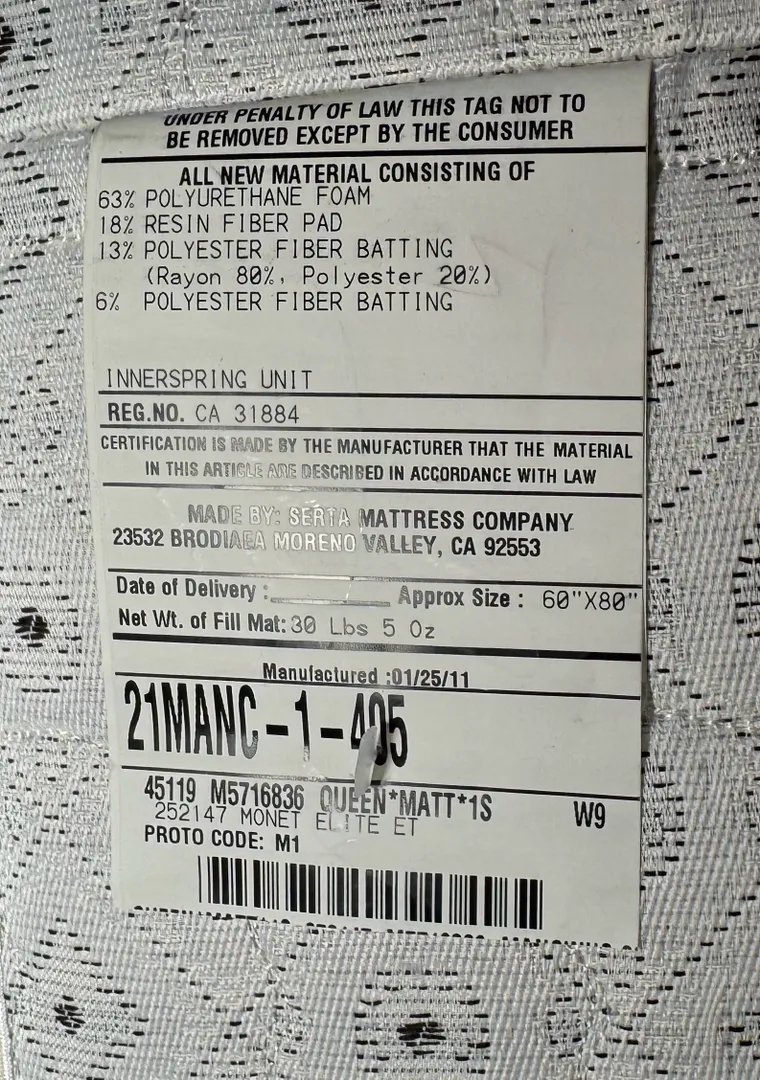 UNDER PENALTY OF LAW THIS TAG NOT TO
BE REMOVED EXCEPT BY THE CONSUMER
ALL NEW MATERIAL CONSISTING OF
63% POLYURETHANE FOAM
18% RESIN FIBER PAD
13% POLYESTER FIBER BATTING
(Rayon 80%, Polyester 20%)
6% POLYESTER FIBER BATTING
INNERSPRING UNIT
REG.NO. CA 31884
CERTIFICATION IS MADE BY THE MANUFACTURER THAT THE MATERIAL
IN THIS ARTICLE ARE DESCRIBED IN ACCORDANCE WITH LAW
MADE BY: SERTA MATTRESS COMPANY
23532 BRODIAEA MORENO VALLEY, CA 92553
Date of Delivery : Approx Size : 60"X80"
Net Wt. of Fill Mat: 30 Lbs 5 Oz
Manufactured :01/25/11
21MANC-1-405
45119 M5716836 QUEEN*MATT*1S W9
252147 MONET ELITE ET
PROTO CODE: M1